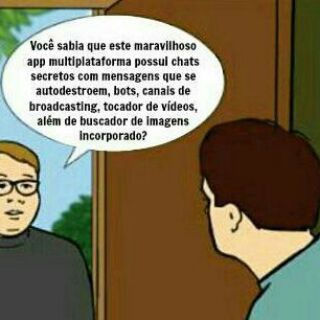 Você sabia que este maravilhoso
app multiplataforma possui chats
secretos com mensagens que se
autodestroem, bots, canais de
broadcasting, tocador de vídeos,
além de buscador de imagens
incorporado?